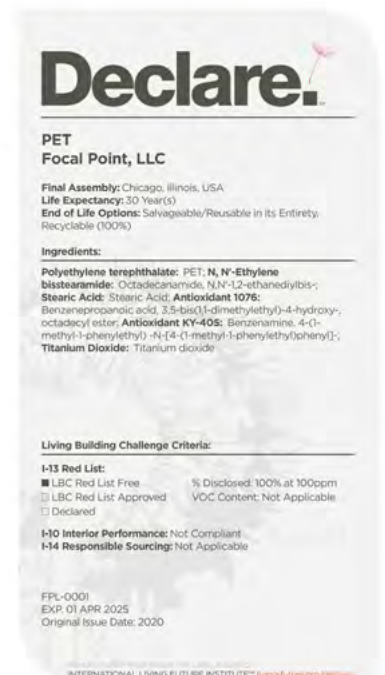 Declare.
PET
Focal Point, LLC
Final Assembly: Chicago, Illinois, USA
Life Expectancy: 30 Year(s)
End of Life Options: Salvageable/Reusable in its Entirety,
Recyclable (100%)
Ingredients:
Polyethylene terephthalate: PET; N, N'-Ethylene
bisstearamide: Octadecanamide, N,N'-1,2-ethanediylbis-;
Stearic Acid: Stearic Acid; Antioxidant 1076:
Benzenepropanoic acid, 3,5-bis(1,1-dimethylethyl)-4-hydroxy-,
octadecyl ester; Antioxidant KY-405: Benzenamine, 4-(1-
methyl-1-phenylethyl) -N-[4-(1-methyl-1-phenylethyl)phenyl]-;
Titanium Dioxide: Titanium dioxide
Living Building Challenge Criteria:
I-13 Red List:
■ LBC Red List Free % Disclosed: 100% at 100ppm
□ LBC Red List Approved VOC Content: Not Applicable
□ Declared
I-10 Interior Performance: Not Compliant
I-14 Responsible Sourcing: Not Applicable
FPL-0001
EXP. 01 APR 2025
Original Issue Date: 2020
INTERNATIONAL LIVING FUTURE INSTITUTE™